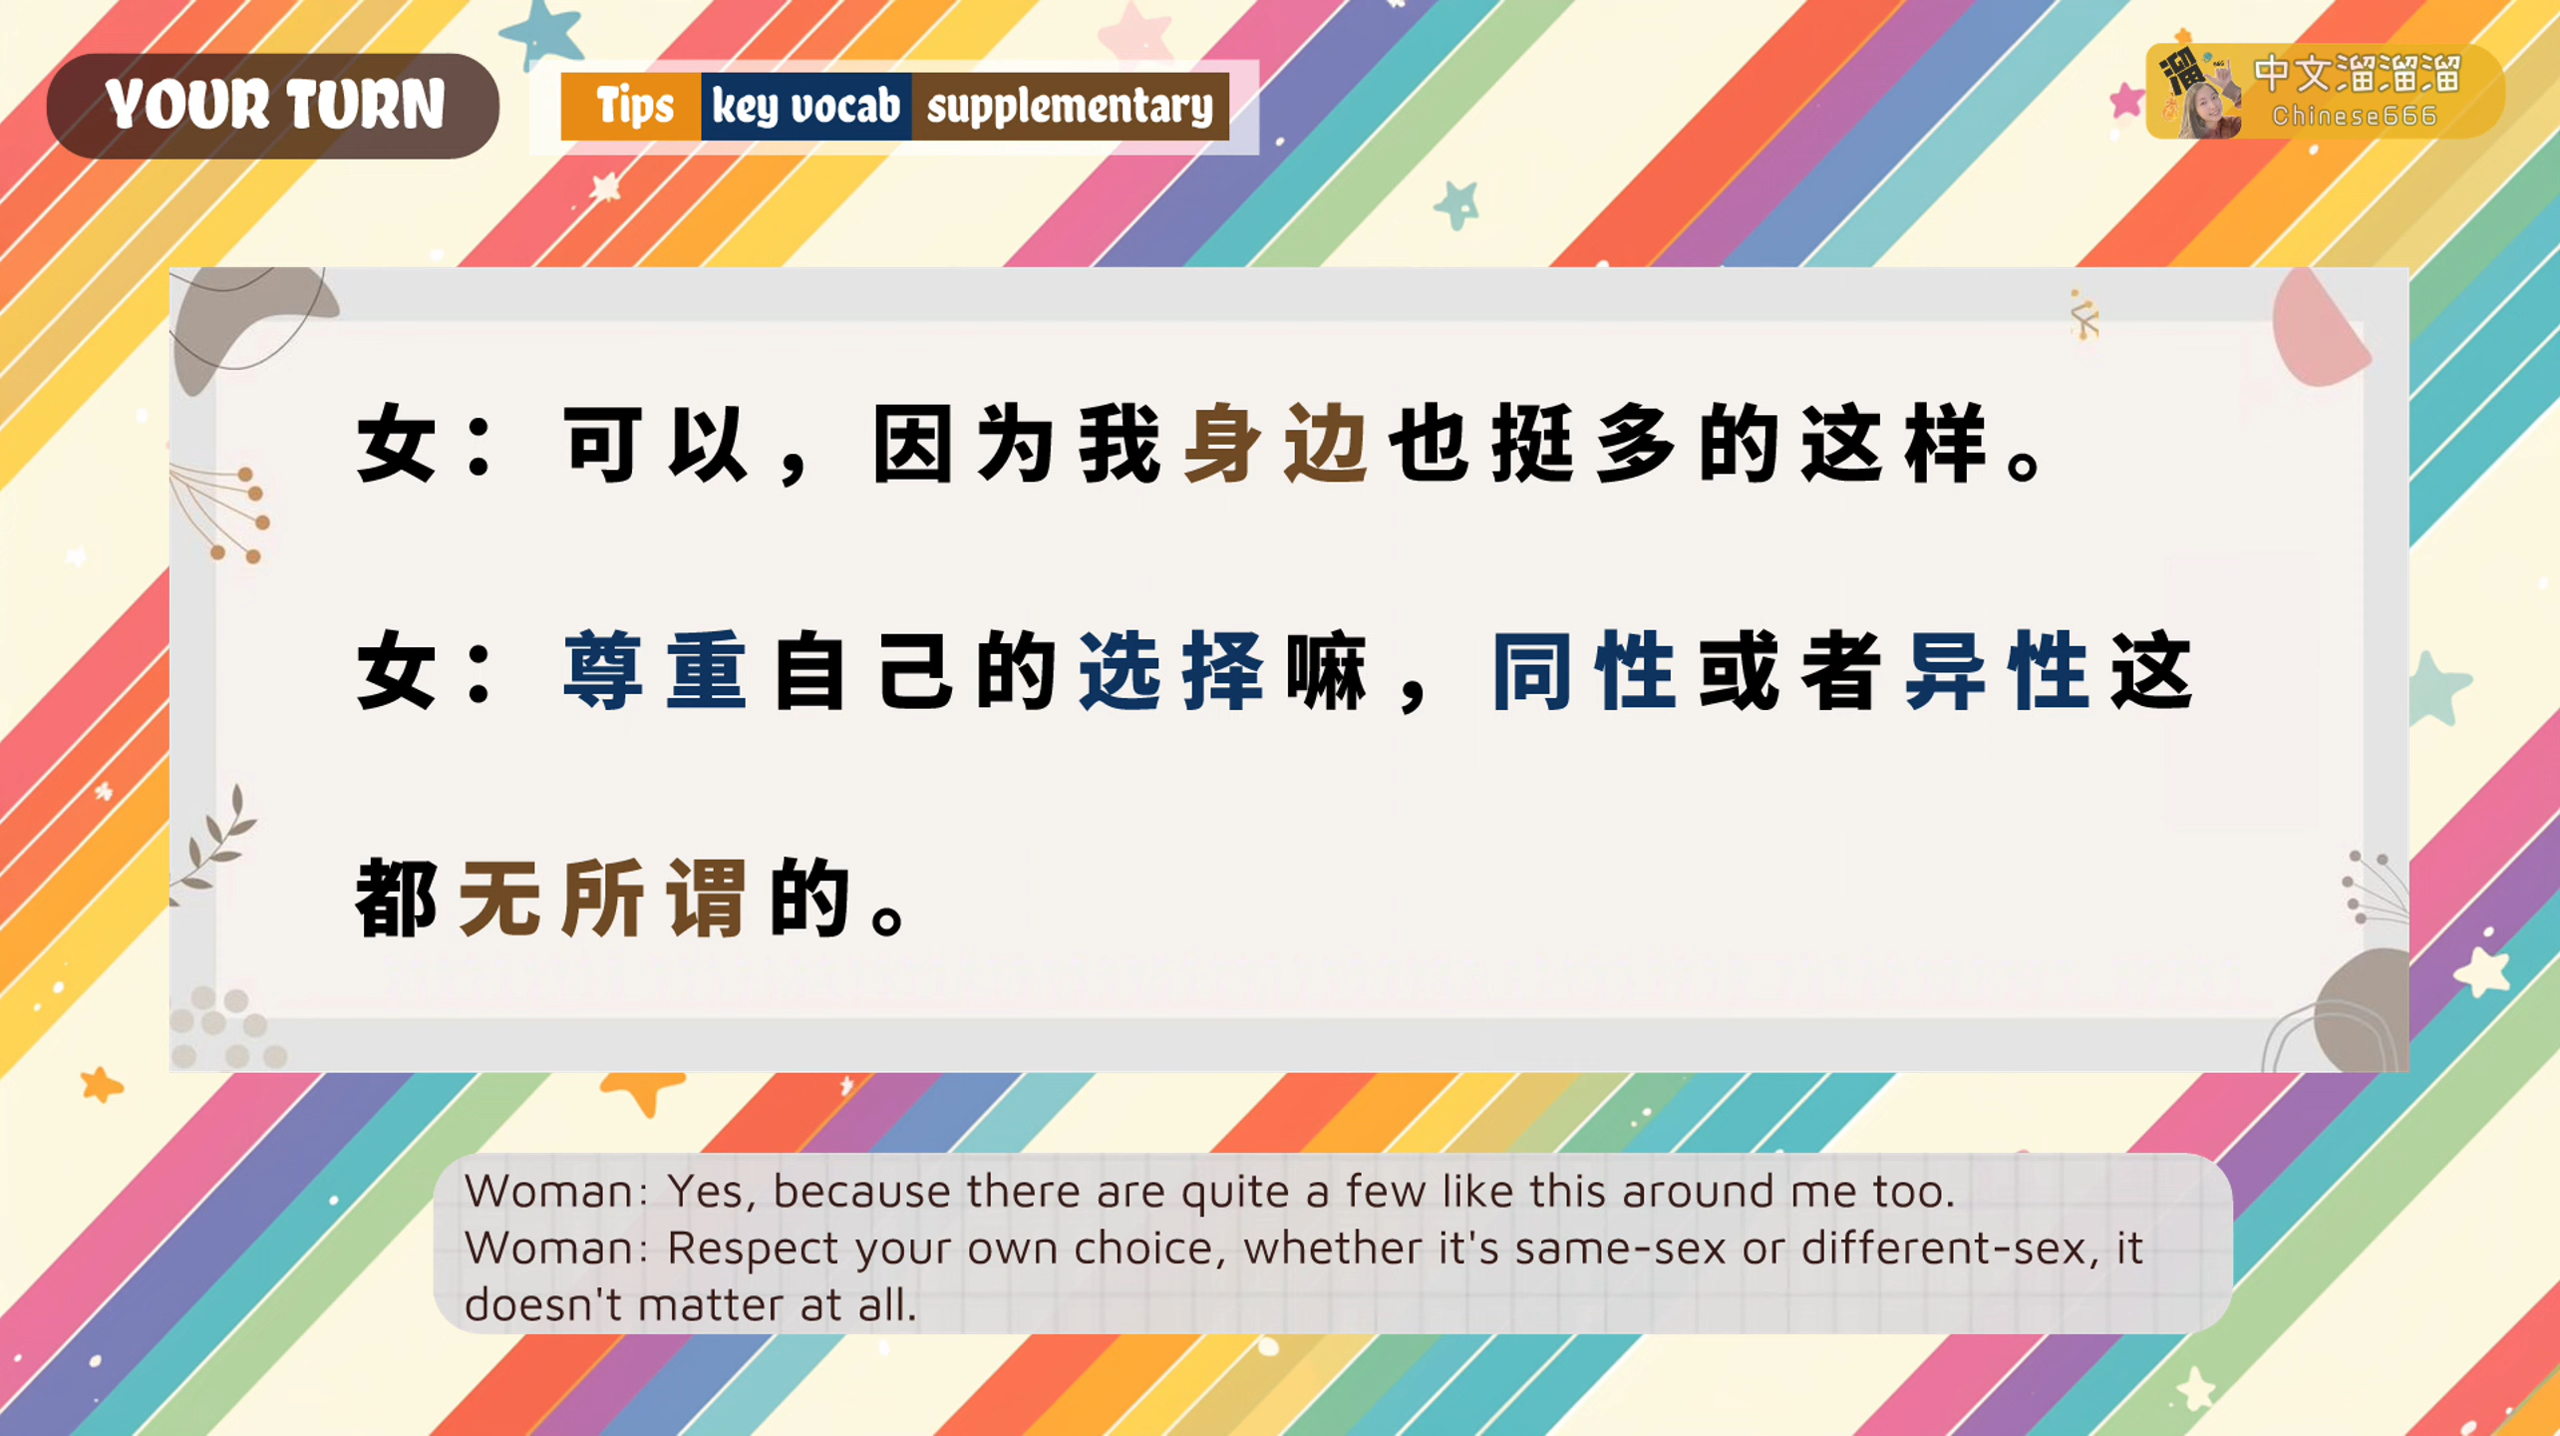 YOUR TURN
Tips key vocab supplementary
中文溜溜溜
Chinese666
女：可以，因为我身边也挺多的这样。
女：尊重自己的选择嘛，同性或者异性这
都无所谓的。
Woman: Yes, because there are quite a few like this around me too.
Woman: Respect your own choice, whether it's same-sex or different-sex, it
doesn't matter at all.